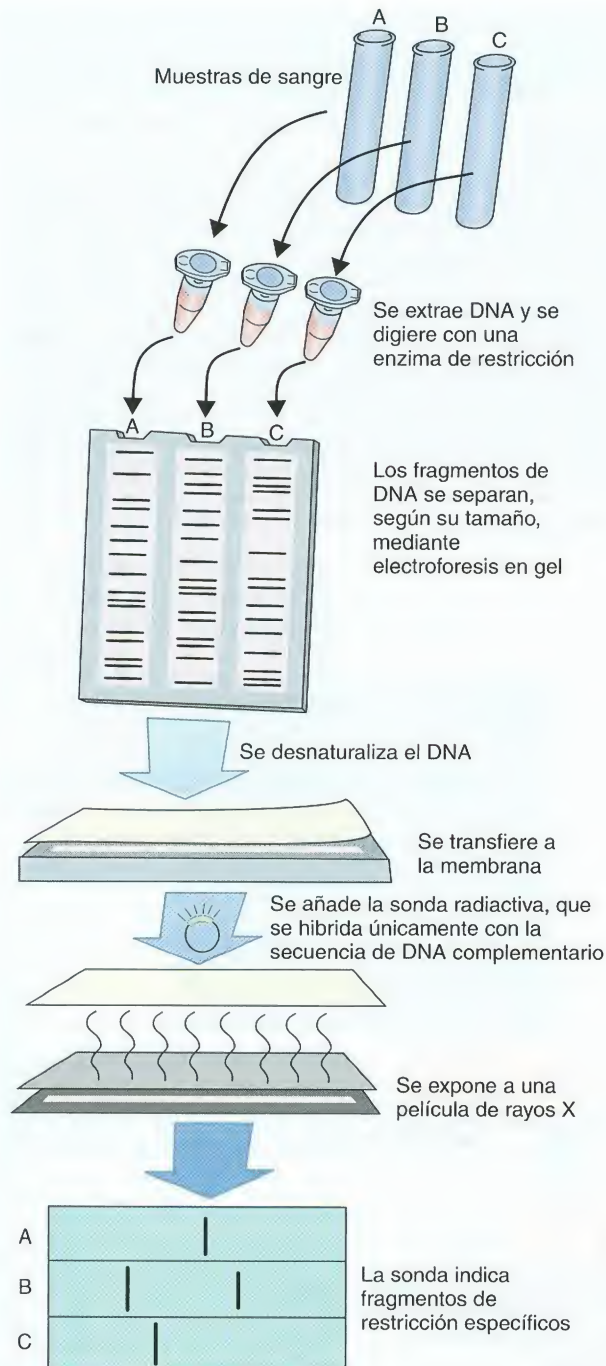 A
B
C
Muestras de sangre
Se extrae DNA y se
digiere con una
enzima de restricción
A
B
C
Los fragmentos de
DNA se separan,
según su tamaño,
mediante
electroforesis en gel
Se desnaturaliza el DNA
Se transfiere a
la membrana
Se añade la sonda radiactiva, que
se hibrida únicamente con la
secuencia de DNA complementario
Se expone a una
película de rayos X
A
B
C
La sonda indica
fragmentos de
restricción específicos